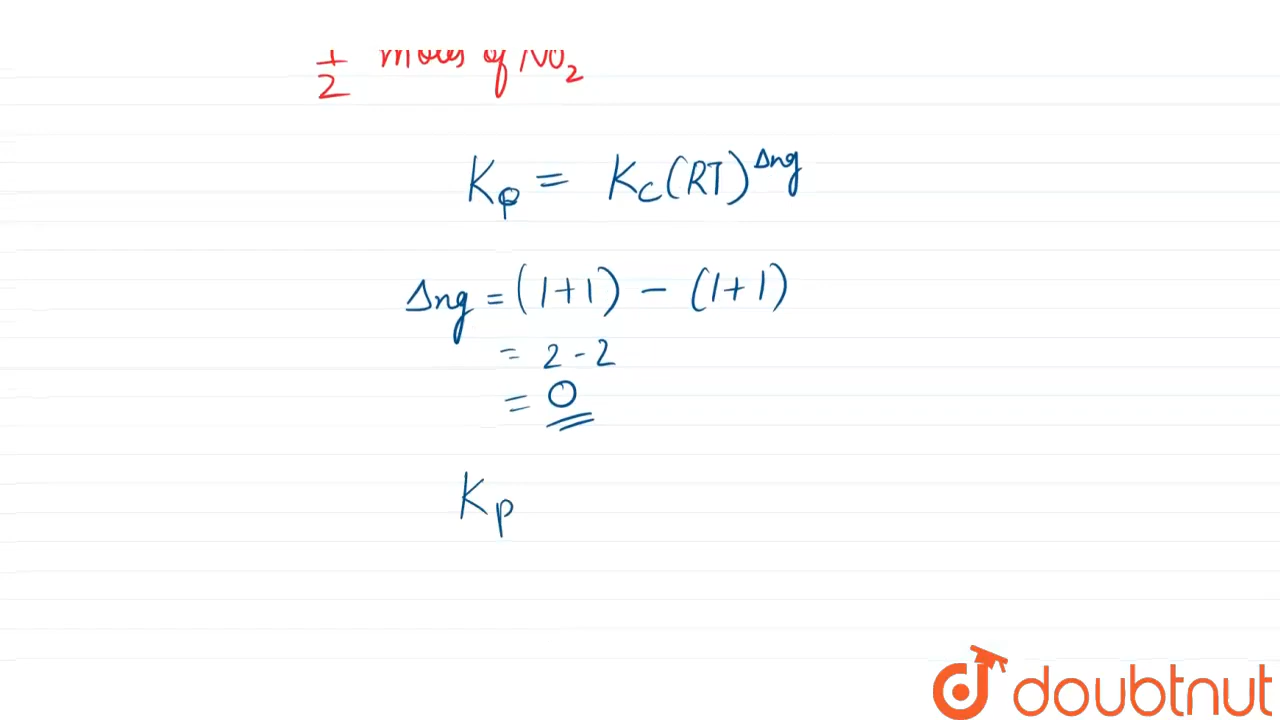 1/2 moles of NO₂
Kp = Kc(RT)^Δng
Δng = (1+1) − (1+1)
= 2 - 2
= 0
Kp
doubtnut